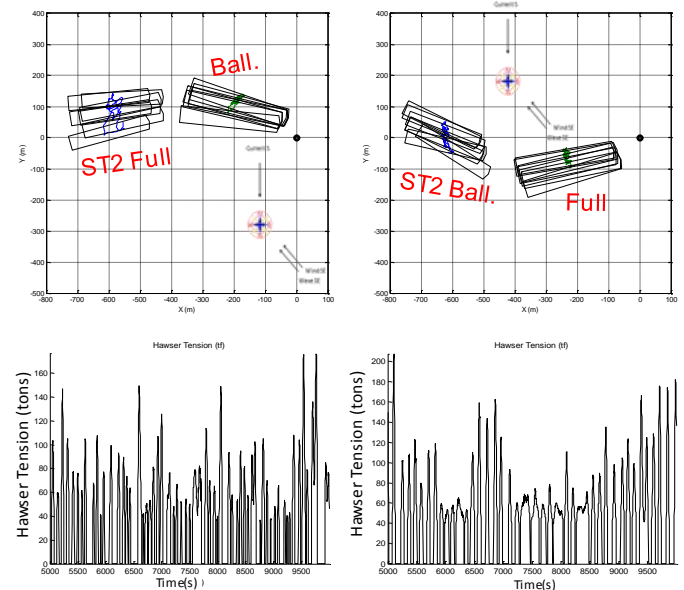 Current S
Current S
400
300
200
100
0
-100
-200
-300
-400
-500
Y (m)
Ball.
ST2 Full
Wind SE
Wave SE
-800 -700 -600 -500 -400 -300 -200 -100 0 100
X (m)
400
300
200
100
0
-100
-200
-300
-400
-500
Y (m)
Wind SE
Wave SE
ST2 Ball.
Full
-800 -700 -600 -500 -400 -300 -200 -100 0 100
X (m)
Hawser Tension (tf)
Hawser Tension (tons)
160
140
120
100
80
60
40
20
0
5000 5500 6000 6500 7000 7500 8000 8500 9000 9500
Time(s) )
Hawser Tension (tf)
Hawser Tension (tons)
200
180
160
140
120
100
80
60
40
20
0
5000 5500 6000 6500 7000 7500 8000 8500 9000 9500
Time(s)